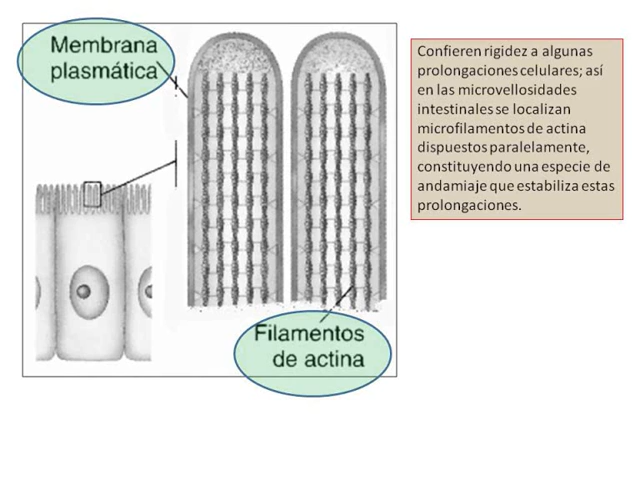 Membrana
plasmática
Confieren rigidez a algunas
prolongaciones celulares; así
en las microvellosidades
intestinales se localizan
microfilamentos de actina
dispuestos paralelamente,
constituyendo una especie de
andamiaje que estabiliza estas
prolongaciones.
Filamentos
de actina